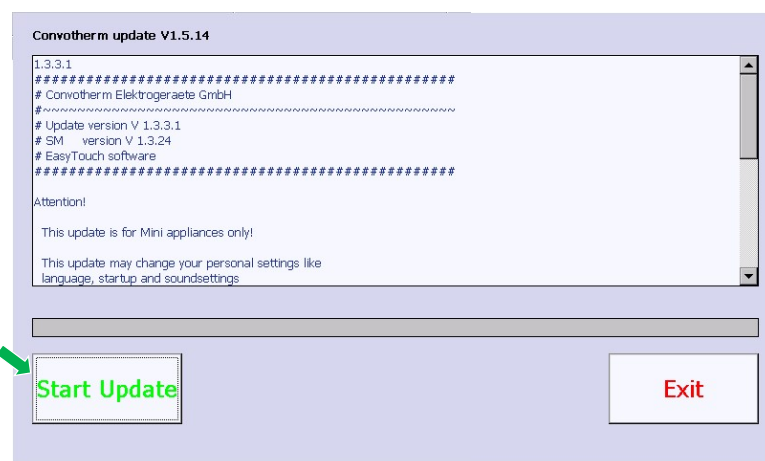 Convotherm update V1.5.14
1.3.3.1
##################################################
# Convotherm Elektrogeraete GmbH
#~~~~~~~~~~~~~~~~~~~~~~~~~~~~~~~~~~~~~~~~~~~~~~~~~
# Update version V 1.3.3.1
# SM version V 1.3.24
# EasyTouch software
##################################################
Attention!
This update is for Mini appliances only!
This update may change your personal settings like
language, startup and soundsettings
Start Update
Exit